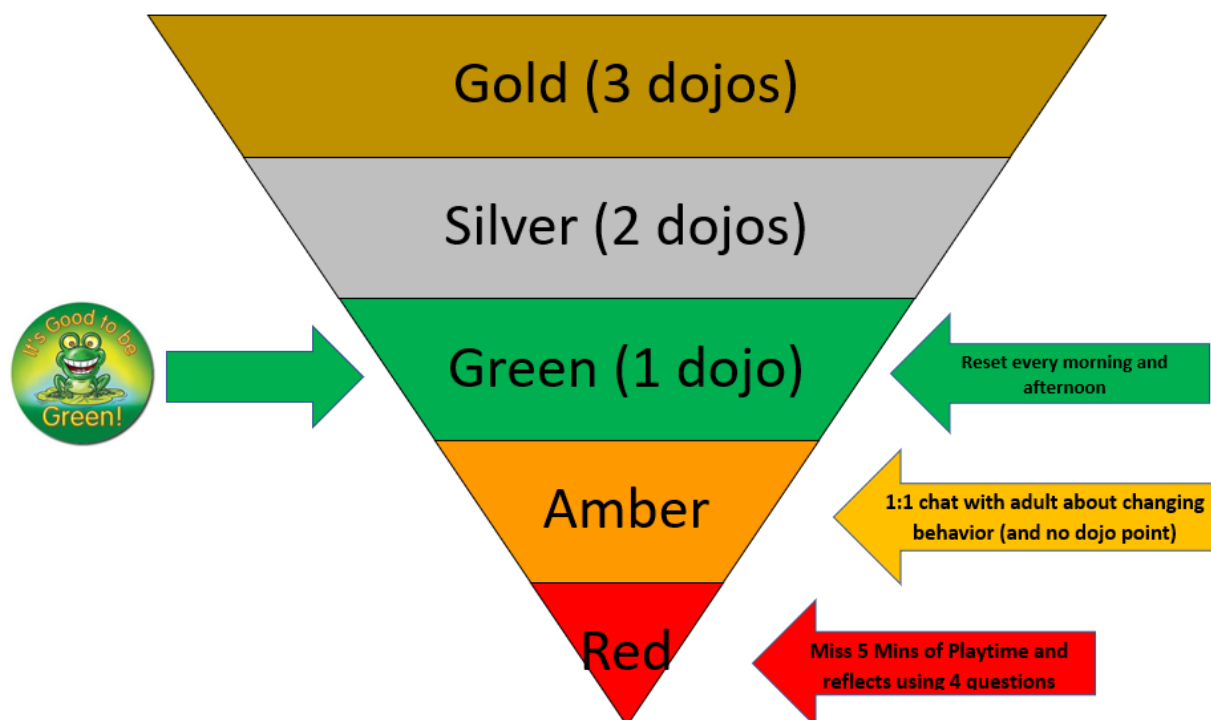 Gold (3 dojos)
Silver (2 dojos)
It's Good to be
Green!
Green (1 dojo)
Reset every morning and
afternoon
Amber
1:1 chat with adult about changing
behavior (and no dojo point)
Red
Miss 5 Mins of Playtime and
reflects using 4 questions